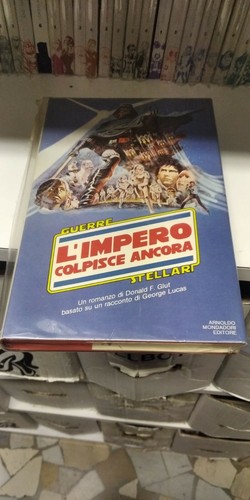 GUERRE
L'IMPERO
COLPISCE ANCORA
STELLARI
Un romanzo di Donald F. Glut
basato su un racconto di George Lucas
ARNOLDO
MONDADORI
EDITORE